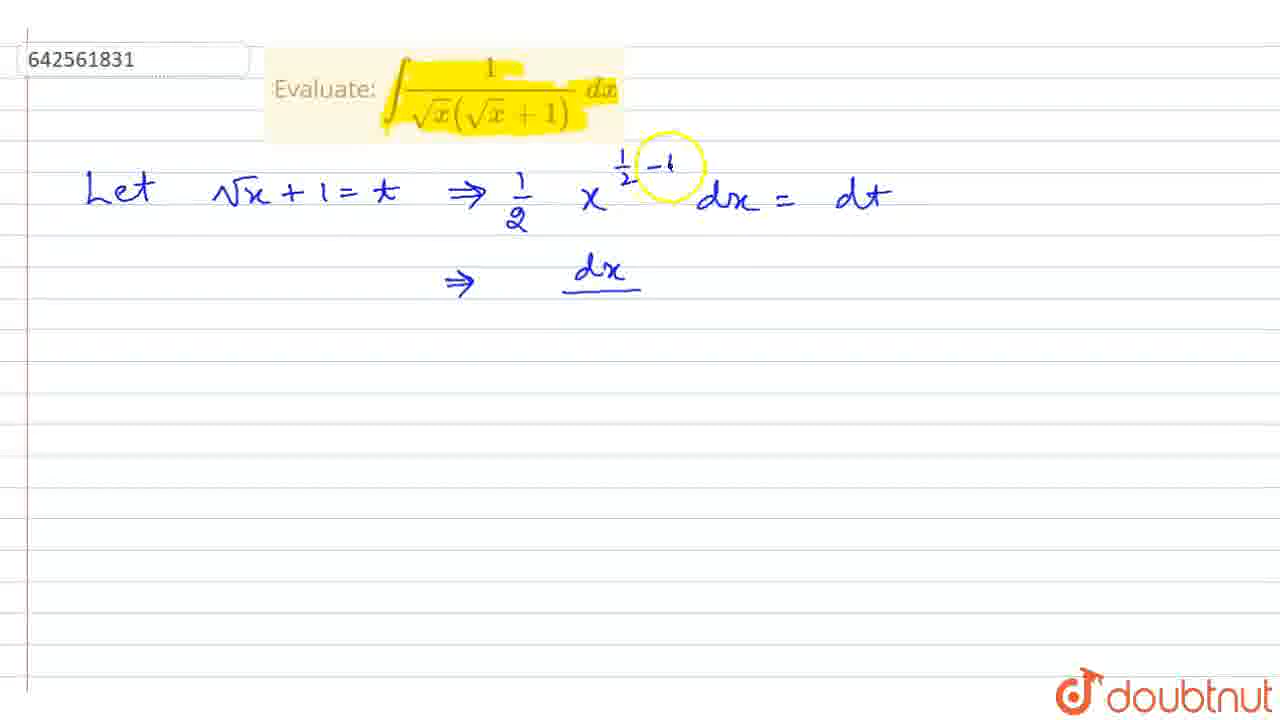 642561831
Evaluate: ∫ 1/(√x(√x + 1)) dx
Let √x + 1 = t ⇒ 1/2 x^(1/2 - 1) dx = dt
⇒ dx
doubtnut